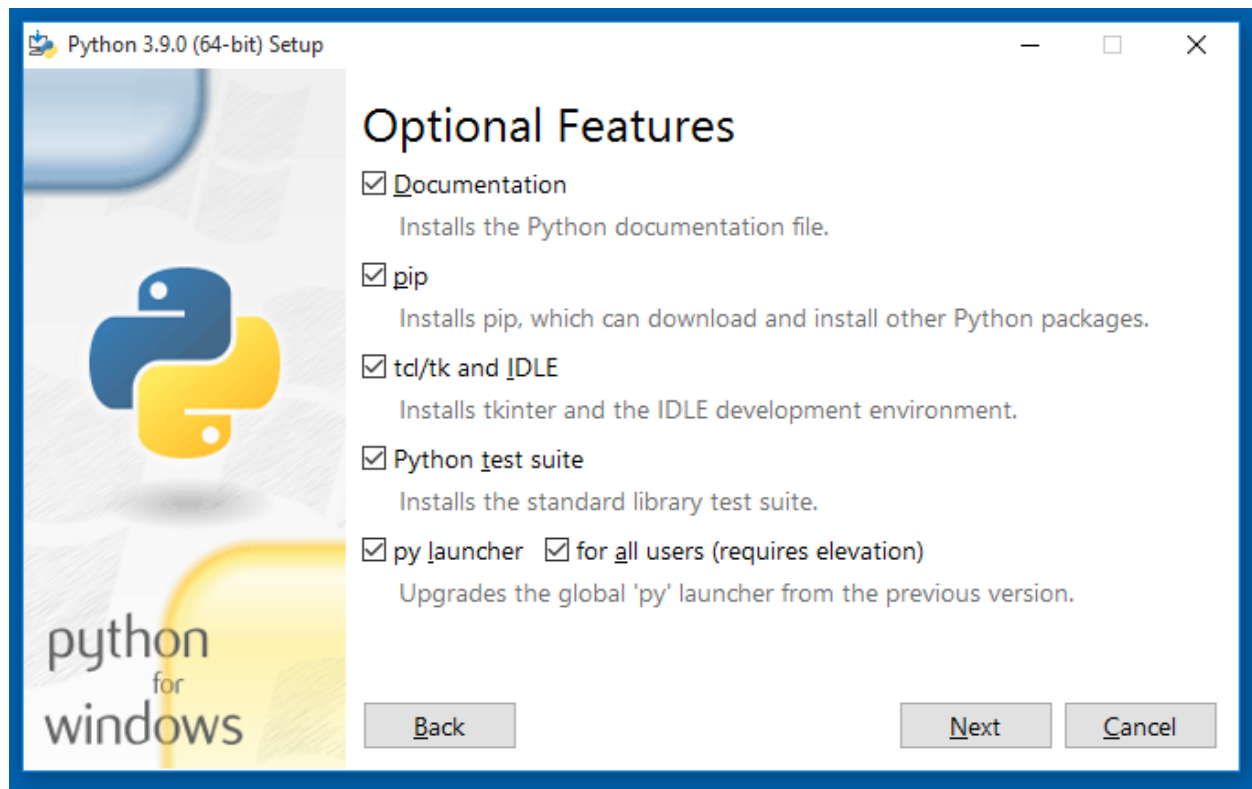 Python 3.9.0 (64-bit) Setup
Optional Features
Documentation
Installs the Python documentation file.
pip
Installs pip, which can download and install other Python packages.
tcl/tk and IDLE
Installs tkinter and the IDLE development environment.
Python test suite
Installs the standard library test suite.
py launcher for all users (requires elevation)
Upgrades the global 'py' launcher from the previous version.
python
for
windows
Back Next Cancel